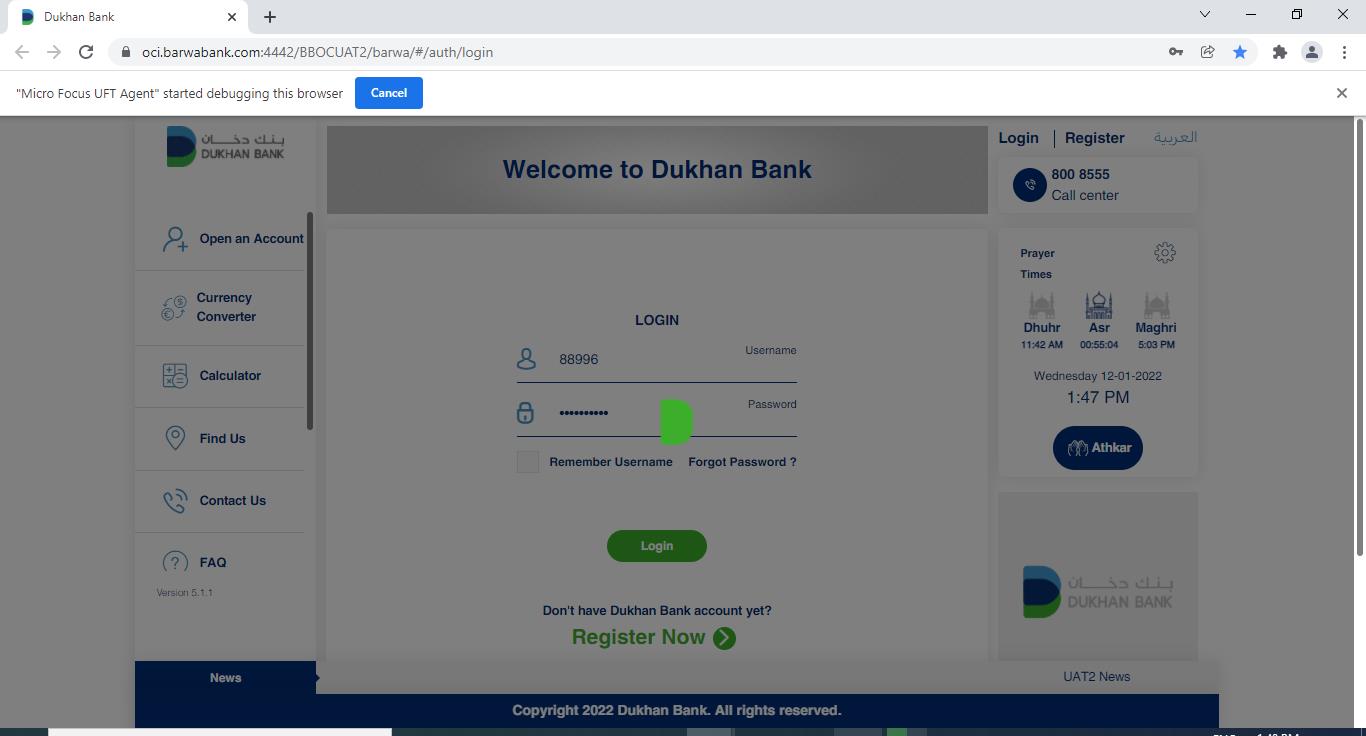 Dukhan Bank
oci.barwabank.com:4442/BBOCUAT2/barwa/#/auth/login
"Micro Focus UFT Agent" started debugging this browser
Cancel
بنك دخان
DUKHAN BANK
Open an Account
Currency
Converter
Calculator
Find Us
Contact Us
FAQ
Version 5.1.1
Welcome to Dukhan Bank
LOGIN
Username
88996
Password
••••••••••
Remember Username
Forgot Password ?
Login
Don't have Dukhan Bank account yet?
Register Now
Login
Register
العربية
800 8555
Call center
Prayer
Times
Dhuhr
Asr
Maghri
11:42 AM
00:55:04
5:03 PM
Wednesday 12-01-2022
1:47 PM
Athkar
بنك دخان
DUKHAN BANK
News
UAT2 News
Copyright 2022 Dukhan Bank. All rights reserved.